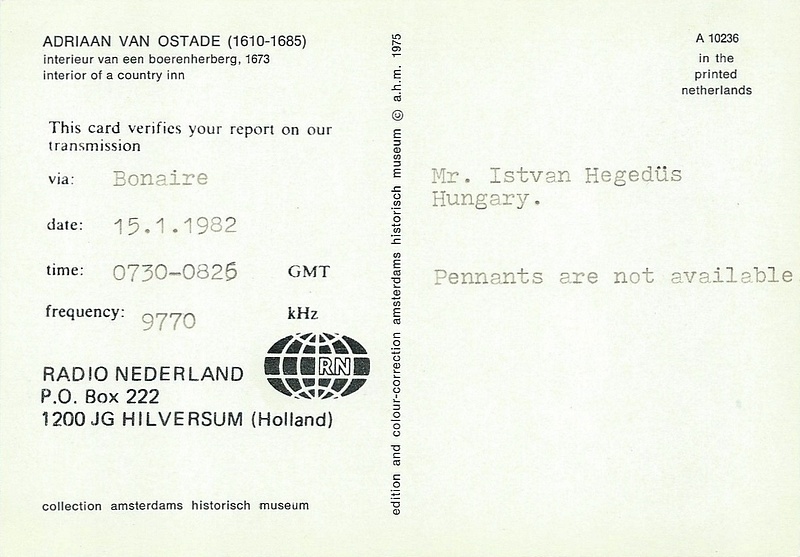 ADRIAAN VAN OSTADE (1610-1685)
interieur van een boerenherberg, 1673
interior of a country inn
This card verifies your report on our
transmission
via: Bonaire
date: 15.1.1982
time: 0730-0825 GMT
frequency: 9770 kHz
RN
RADIO NEDERLAND
P.O. Box 222
1200 JG HILVERSUM (Holland)
collection amsterdams historisch museum
edition and colour-correction amsterdams historisch museum © a.h.m. 1975
A 10236
in the
printed
netherlands
Mr. Istvan Hegedüs
Hungary.
Pennants are not available